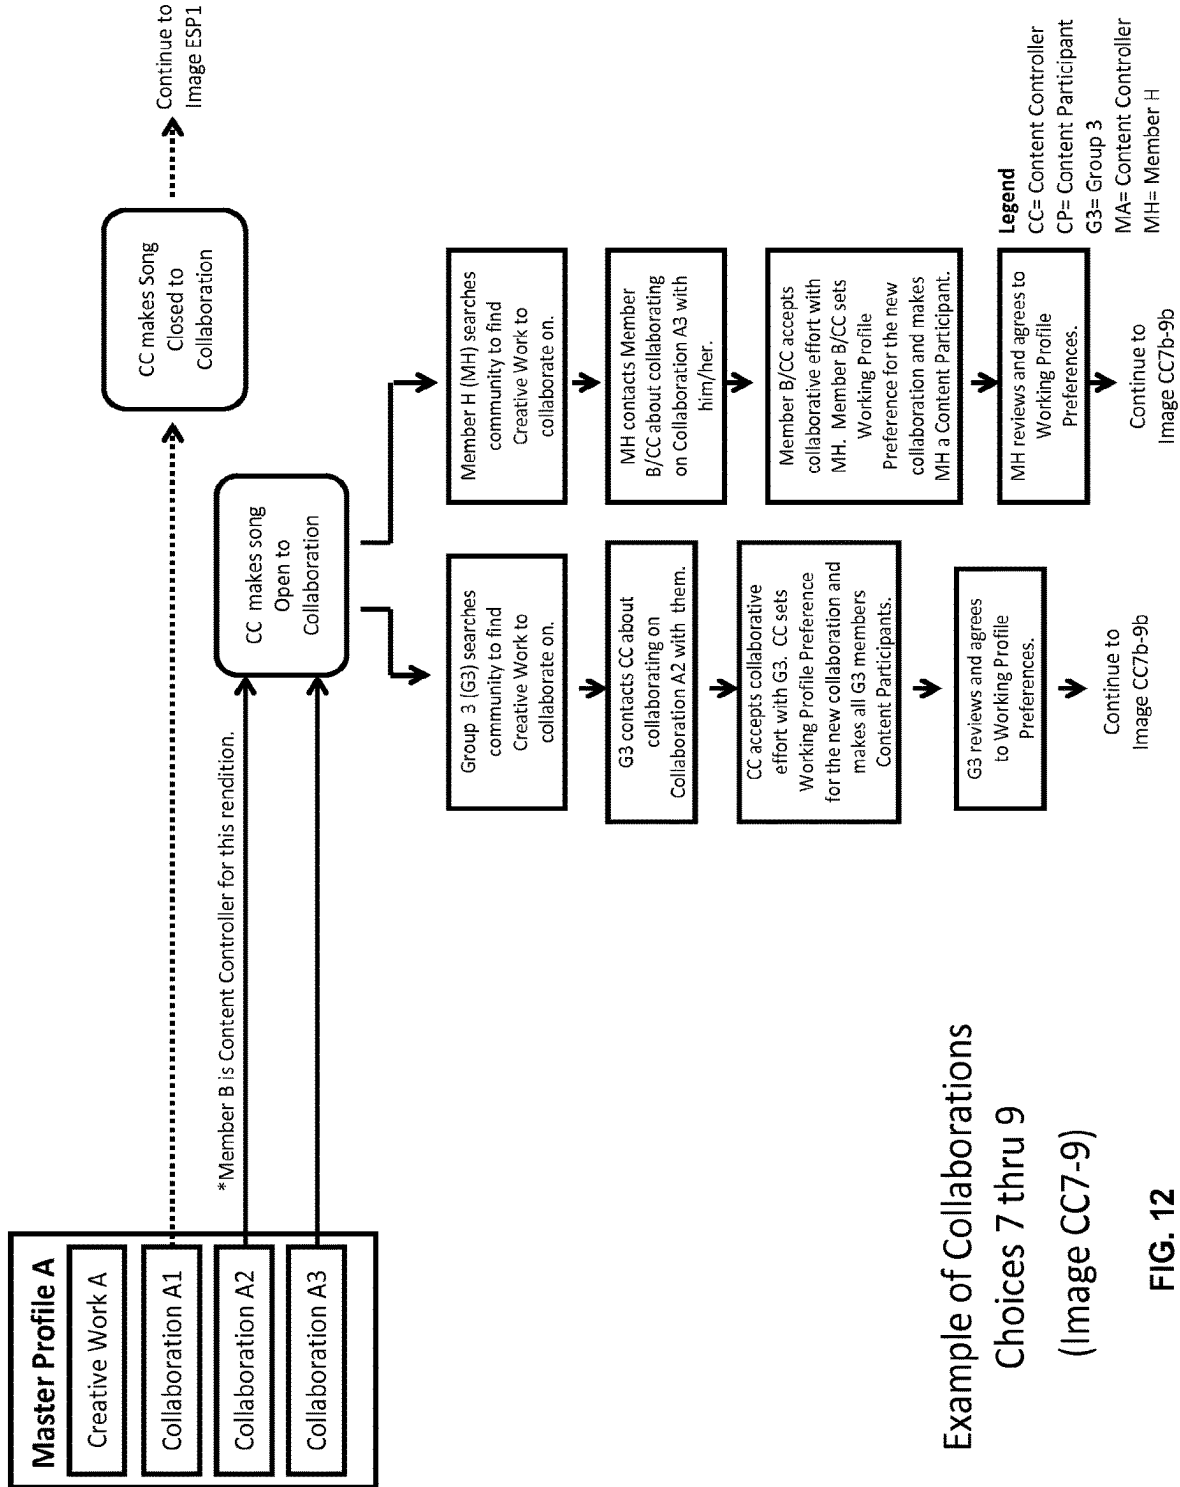 Master Profile A
Creative Work A
Collaboration A1
Collaboration A2
Collaboration A3
*Member B is Content Controller for this rendition.
CC makes Song
Closed to
Collaboration
Continue to
Image ESP1
CC makes song
Open to
Collaboration
Group 3 (G3) searches
community to find
Creative Work to
collaborate on.
G3 contacts CC about
collaborating on
Collaboration A2 with them.
CC accepts collaborative
effort with G3. CC sets
Working Profile Preference
for the new collaboration and
makes all G3 members
Content Participants.
G3 reviews and agrees
to Working Profile
Preferences.
Continue to
Image CC7b-9b
Member H (MH) searches
community to find
Creative Work to
collaborate on.
MH contacts Member
B/CC about collaborating
on Collaboration A3 with
him/her.
Member B/CC accepts
collaborative effort with
MH. Member B/CC sets
Working Profile
Preference for the new
collaboration and makes
MH a Content Participant.
MH reviews and agrees to
Working Profile
Preferences.
Continue to
Image CC7b-9b
Legend
CC= Content Controller
CP= Content Participant
G3= Group 3
MA= Content Controller
MH= Member H
Example of Collaborations
Choices 7 thru 9
(Image CC7-9)
FIG. 12